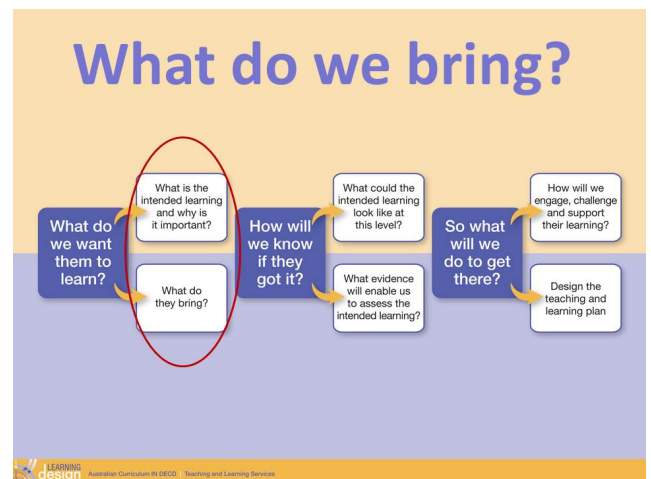 What do we bring?
What do
we want
them to
learn?
What is the
intended learning
and why is
it important?
What do
they bring?
How will
we know
if they
got it?
What could the
intended learning
look like at
this level?
What evidence
will enable us
to assess the
intended learning?
So what
will we
do to get
there?
How will we
engage, challenge
and support
their learning?
Design the
teaching and
learning plan
LEARNING
design
Australian Curriculum IN DECD | Teaching and Learning Services